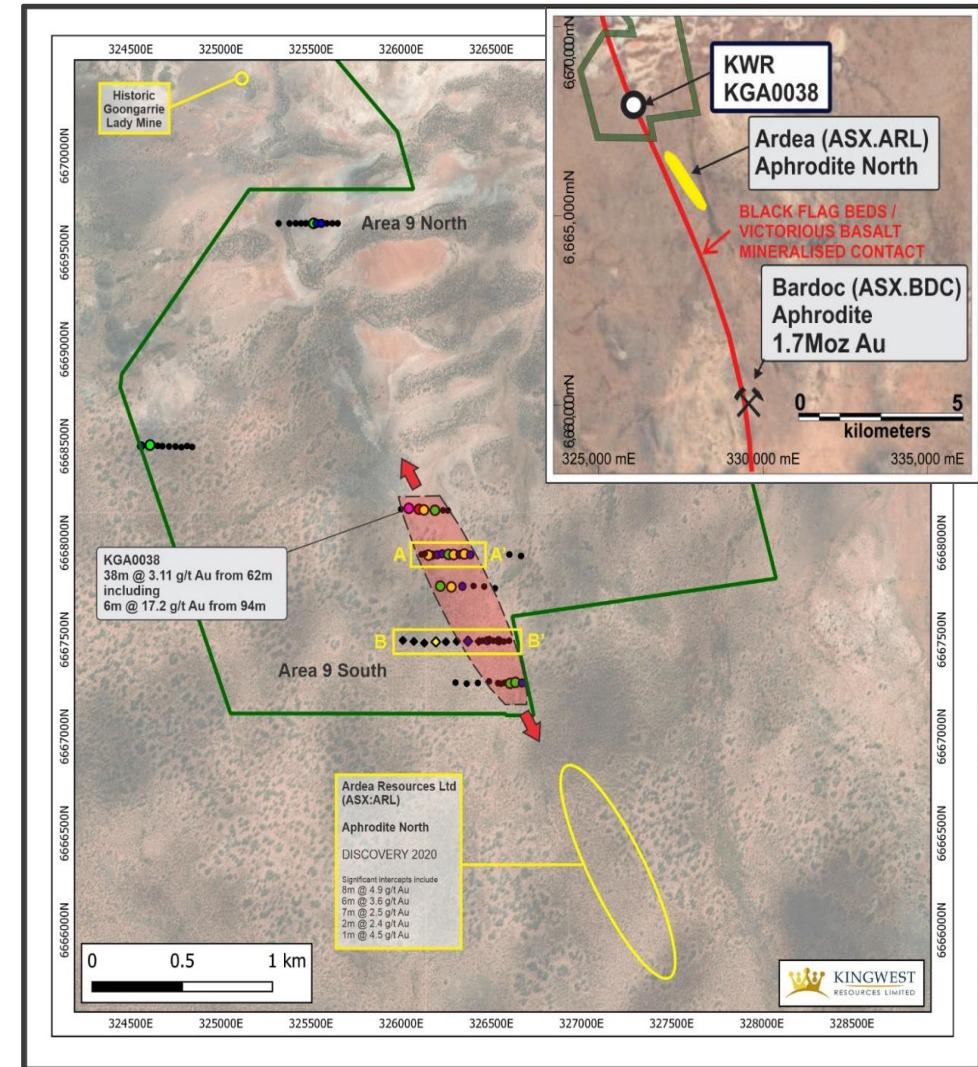 324500E 325000E 325500E 326000E 326500E
Historic
Goongarrie
Lady Mine
Area 9 North
6670000N
6669500N
6669000N
6668500N
6668000N
6667500N
6667000N
6666500N
6666000N
KGA0038
38m @ 3.11 g/t Au from 62m
including
6m @ 17.2 g/t Au from 94m
A A'
B B'
Area 9 South
Ardea Resources Ltd
(ASX:ARL)
Aphrodite North
DISCOVERY 2020
Significant Intercepts include
8m @ 4.9 g/t Au
6m @ 3.6 g/t Au
7m @ 2.5 g/t Au
2m @ 2.4 g/t Au
1m @ 4.5 g/t Au
0 0.5 1 km
KINGWEST
RESOURCES LIMITED
324500E 325000E 325500E 326000E 326500E 327000E 327500E 328000E 328500E
6668000N
6667500N
6667000N
6666500N
6666000N
6,670,000mN
6,665,000mN
6,660,000mN
KWR
KGA0038
Ardea (ASX.ARL)
Aphrodite North
BLACK FLAG BEDS /
VICTORIOUS BASALT
MINERALISED CONTACT
Bardoc (ASX.BDC)
Aphrodite
1.7Moz Au
0 5
kilometers
325,000 mE 330,000 mE 335,000 mE